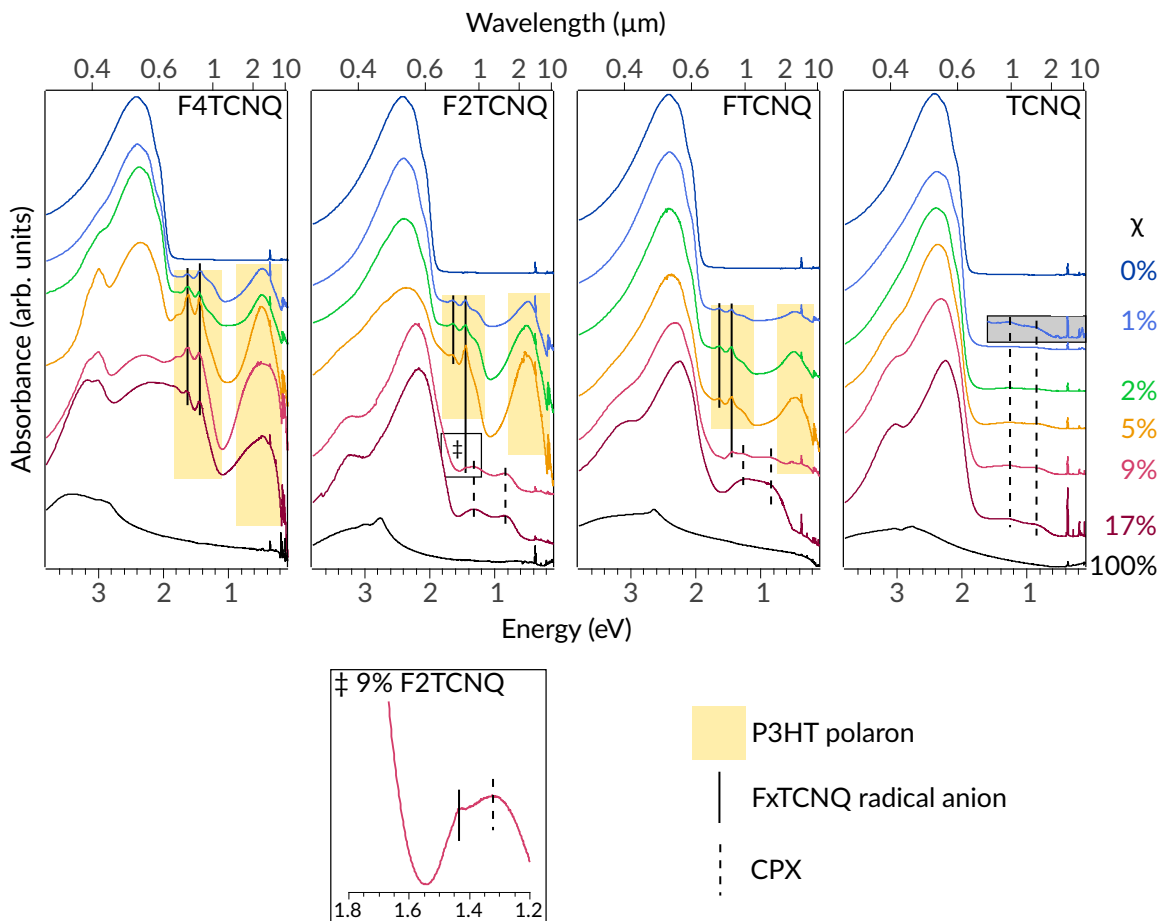 Wavelength (μm)
0.4 0.6 1 2 10 0.4 0.6 1 2 10 0.4 0.6 1 2 10 0.4 0.6 1 2 10
F4TCNQ F2TCNQ FTCNQ TCNQ
Absorbance (arb. units)
χ
0%
1%
2%
5%
9%
17%
100%
‡
3 2 1 3 2 1 3 2 1 3 2 1
Energy (eV)
‡ 9% F2TCNQ
1.8 1.6 1.4 1.2
P3HT polaron
FxTCNQ radical anion
CPX